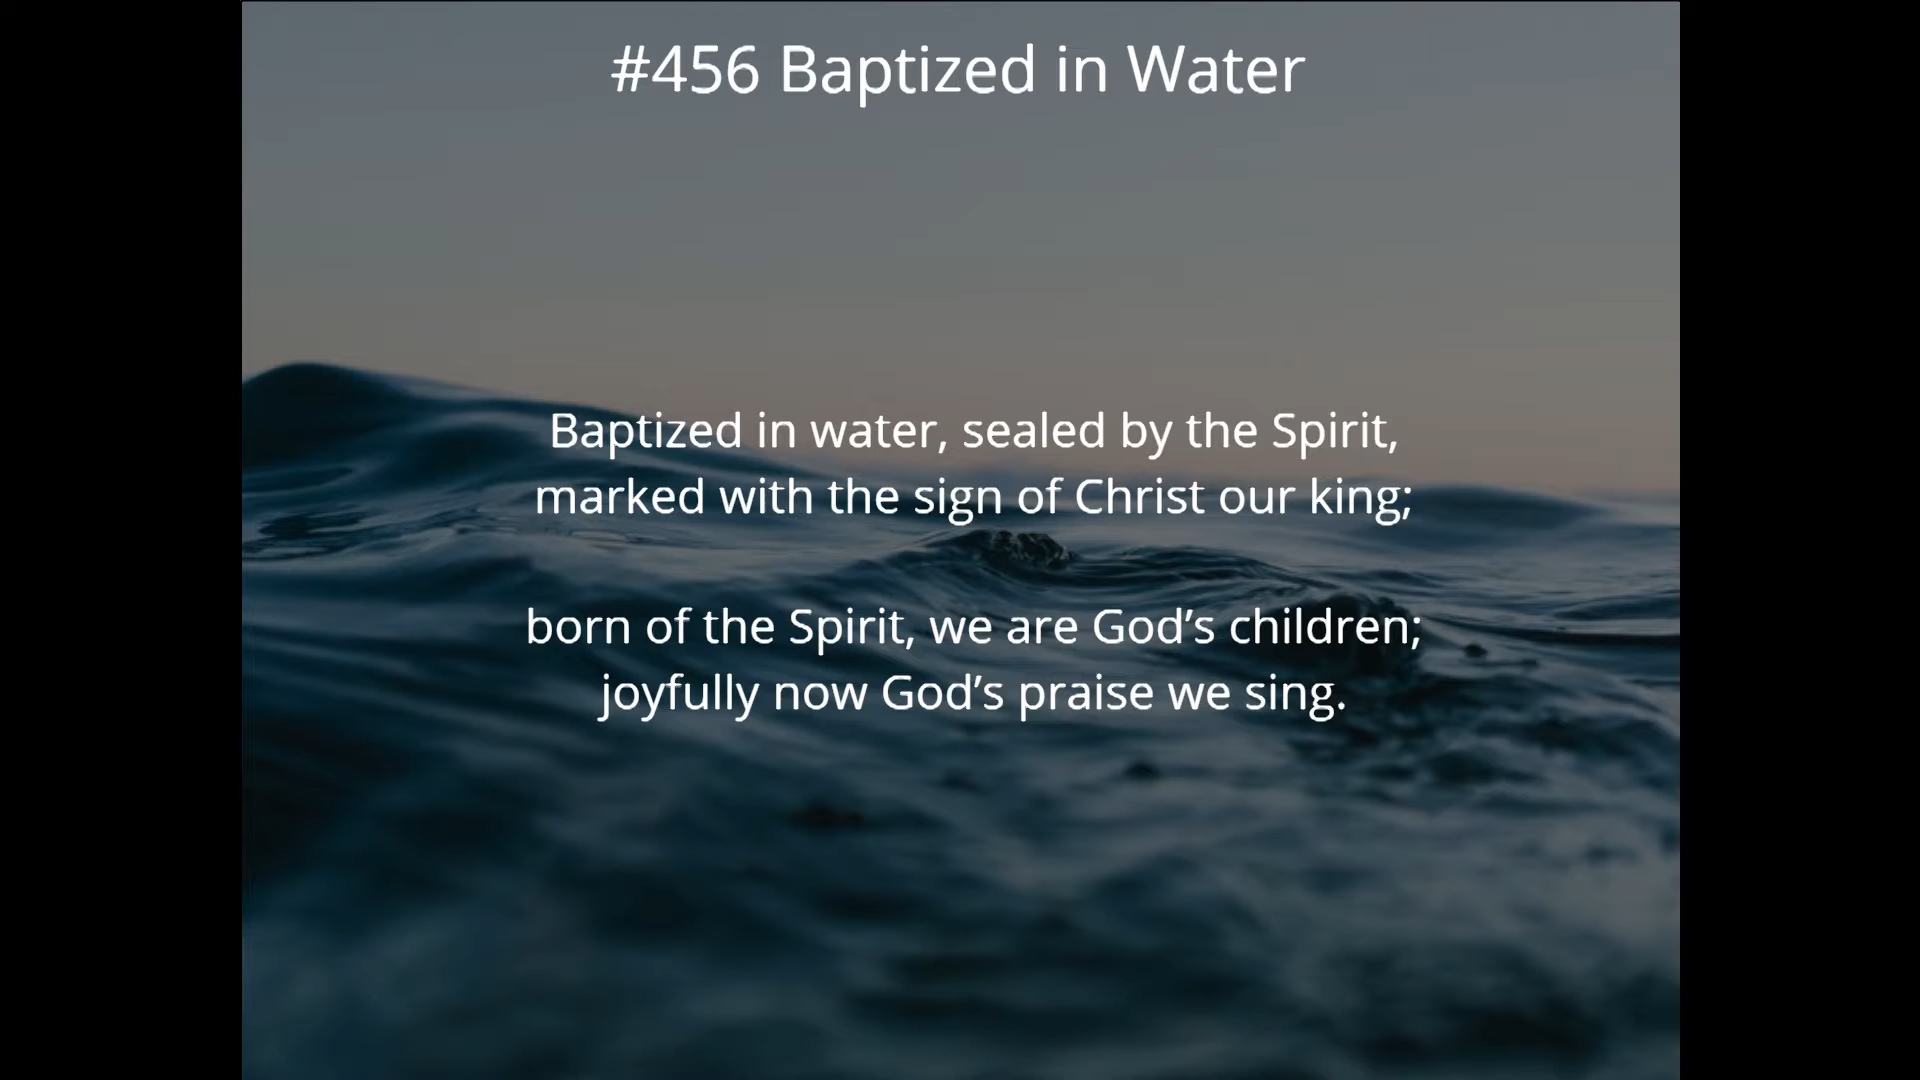 #456 Baptized in Water
Baptized in water, sealed by the Spirit,
marked with the sign of Christ our king;
born of the Spirit, we are God’s children;
joyfully now God’s praise we sing.